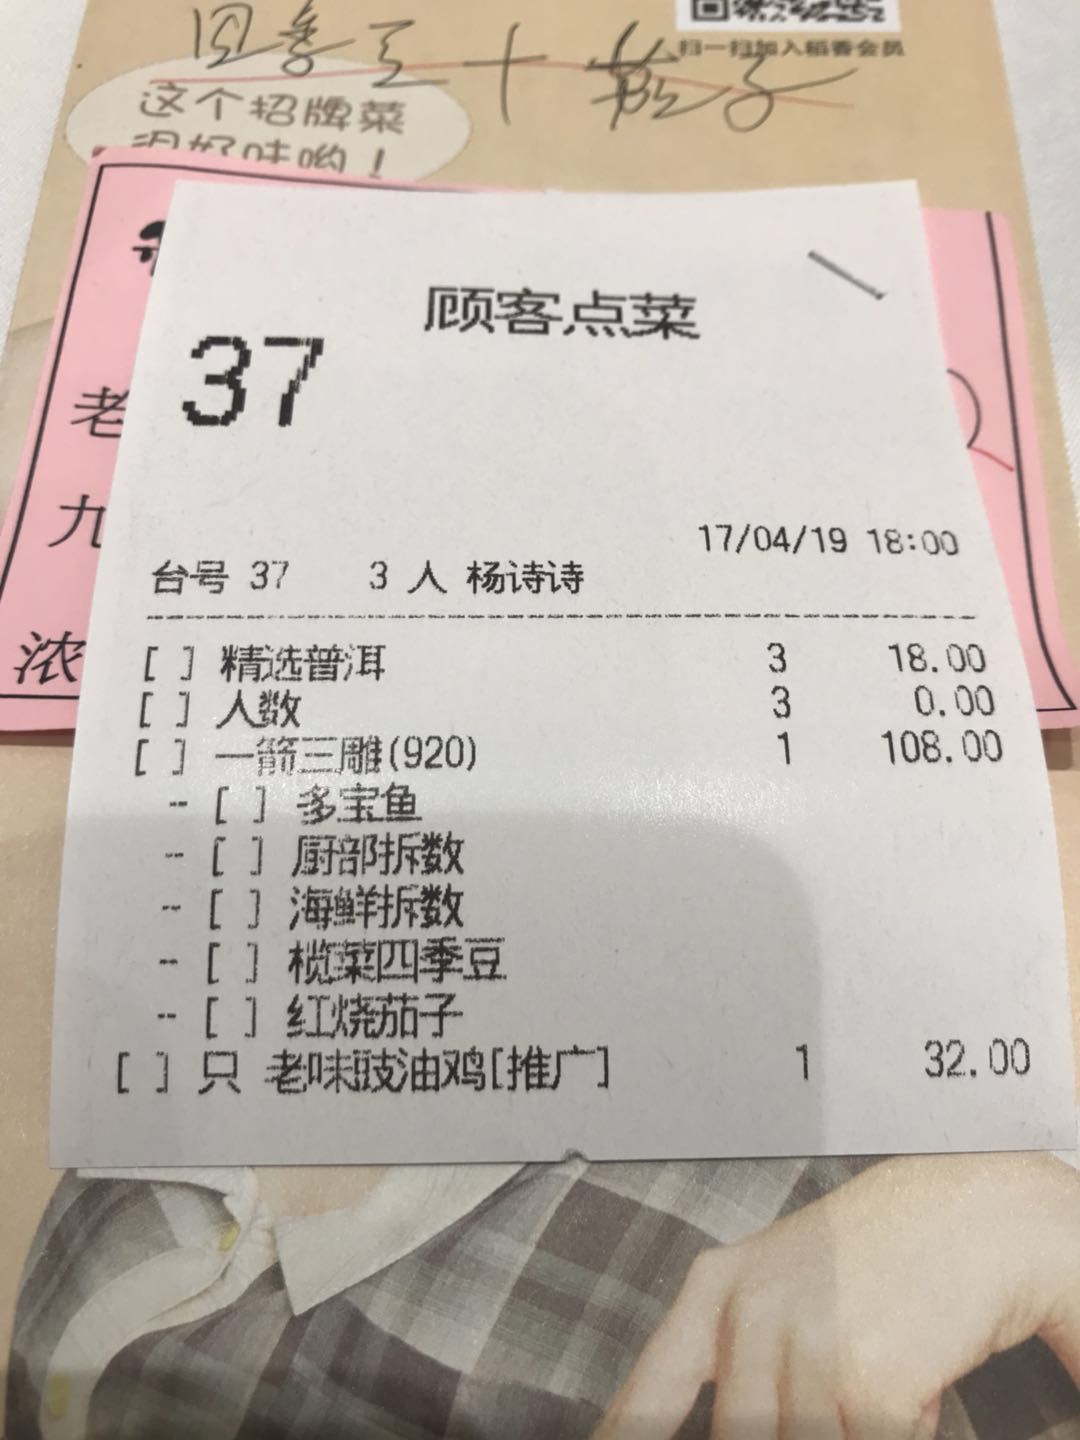 扫一扫加入稻香会员
四季豆十茄子
这个招牌菜
顾客点菜
37
老
九
浓
17/04/19 18:00
台号 37 3 人 杨诗诗
[ ] 精选普洱 3 18.00
[ ] 人数 3 0.00
[ ] 一箭三雕(920) 1 108.00
-- [ ] 多宝鱼
-- [ ] 厨部拆数
-- [ ] 海鲜拆数
-- [ ] 榄菜四季豆
-- [ ] 红烧茄子
[ ] 只 老味豉油鸡[推广] 1 32.00